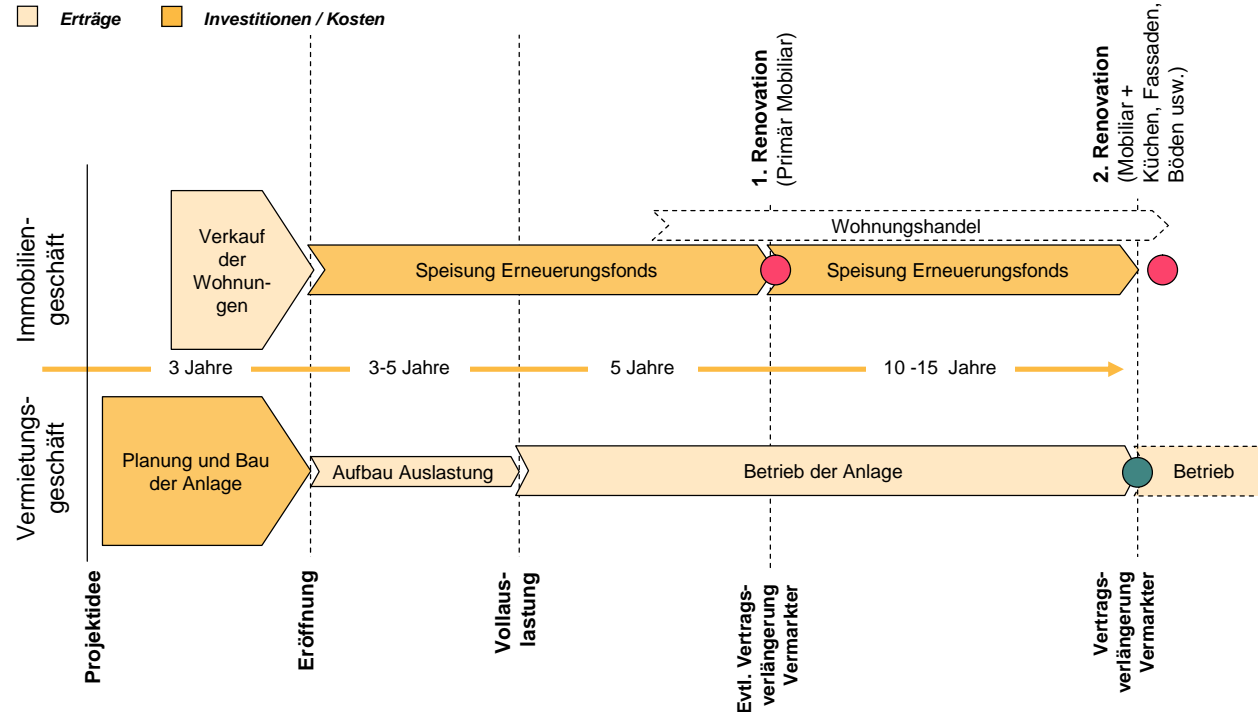 Erträge
Investitionen / Kosten
1. Renovation
(Primär Mobiliar)
2. Renovation
(Mobiliar +
Küchen, Fassaden,
Böden usw.)
Immobilien-
geschäft
Verkauf
der
Wohnun-
gen
Wohnungshandel
Speisung Erneuerungsfonds
Speisung Erneuerungsfonds
3 Jahre
3-5 Jahre
5 Jahre
10 -15 Jahre
Vermietungs-
geschäft
Planung und Bau
der Anlage
Aufbau Auslastung
Betrieb der Anlage
Betrieb
Projektidee
Eröffnung
Vollaus-
lastung
Evtl. Vertrags-
verlängerung
Vermarkter
Vertrags-
verlängerung
Vermarkter